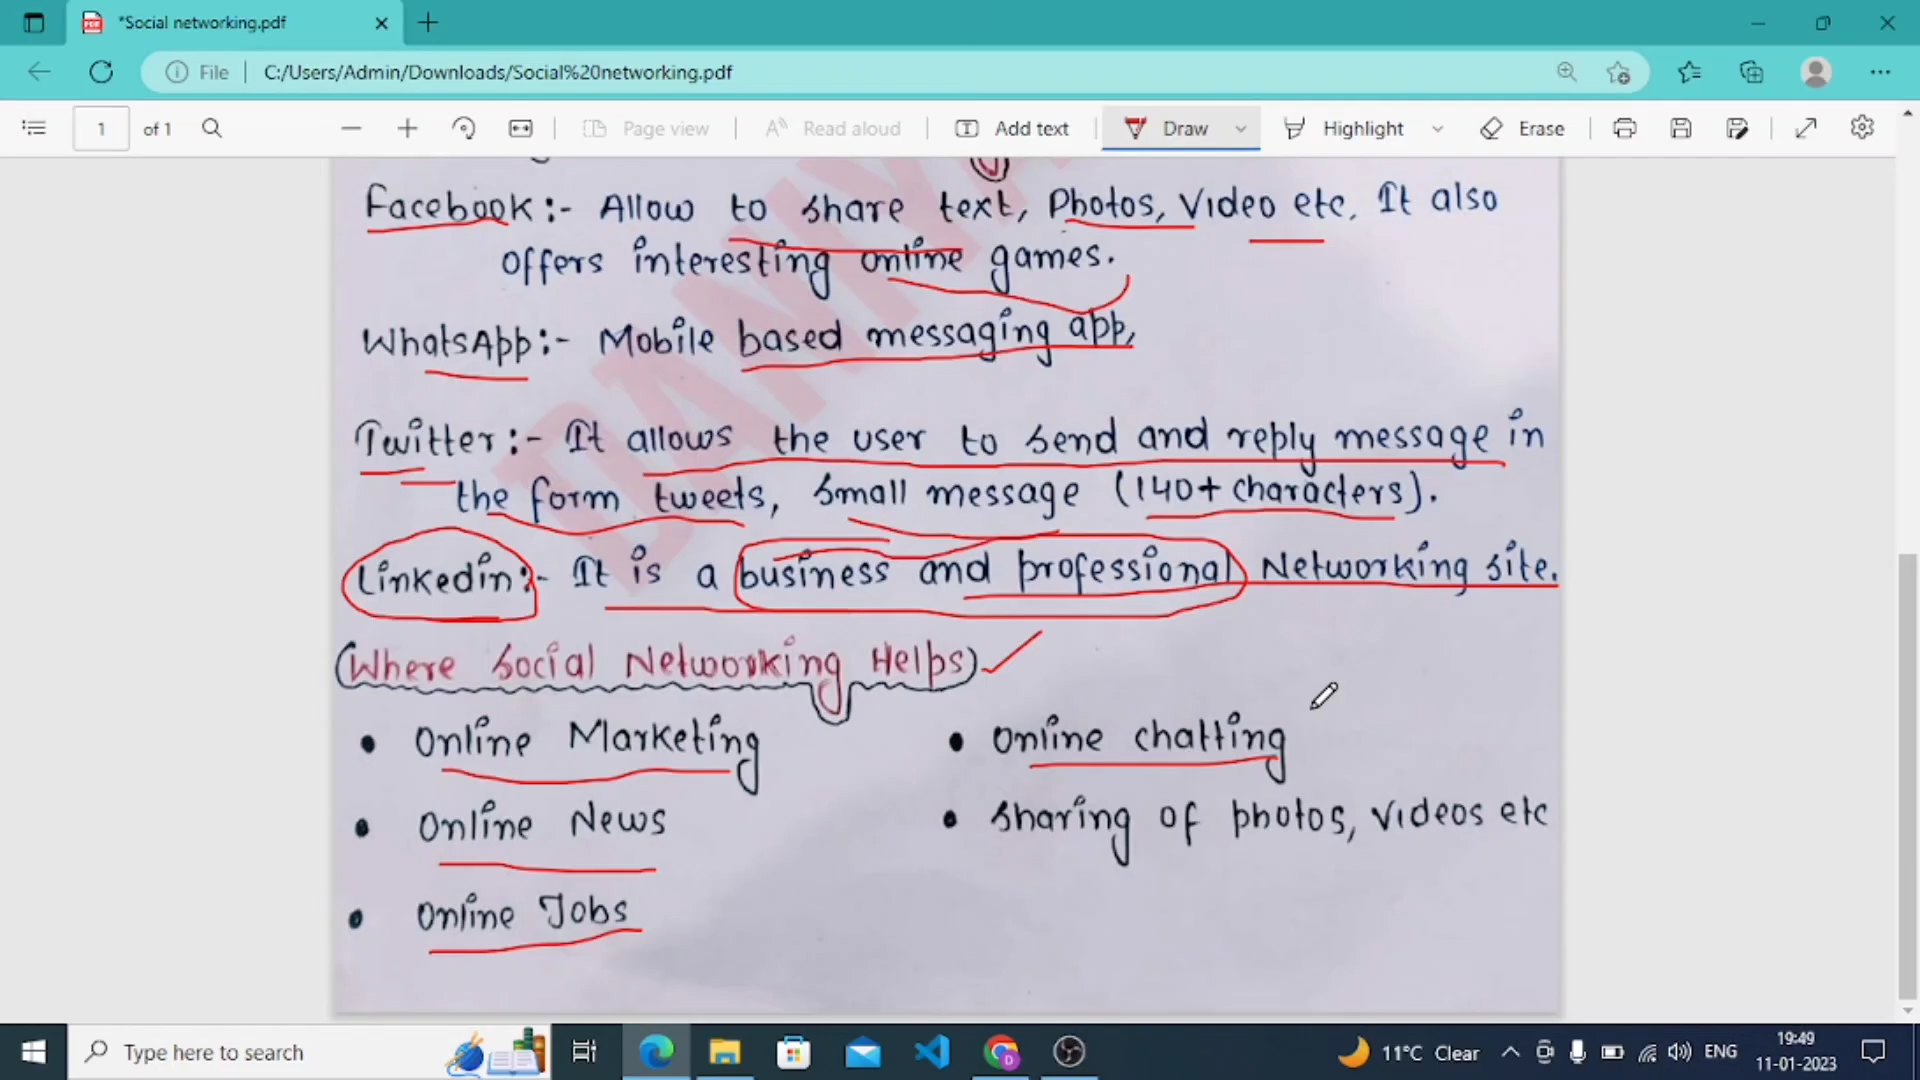 *Social networking.pdf
File
C:/Users/Admin/Downloads/Social%20networking.pdf
1 of 1
Page view
Read aloud
Add text
Draw
Highlight
Erase
Facebook:- Allow to share text, Photos, Video etc. It also
offers interesting online games.
WhatsApp:- Mobile based messaging app,
Twitter:- It allows the user to send and reply message in
the form tweets, small message (140+ characters).
Linkedin:- It is a business and professional Networking site.
(Where Social Networking Helps)
• Online Marketing
• Online chatting
• Online News
• sharing of photos, videos etc
• Online Jobs
Type here to search
11°C Clear
ENG
19:49
11-01-2023